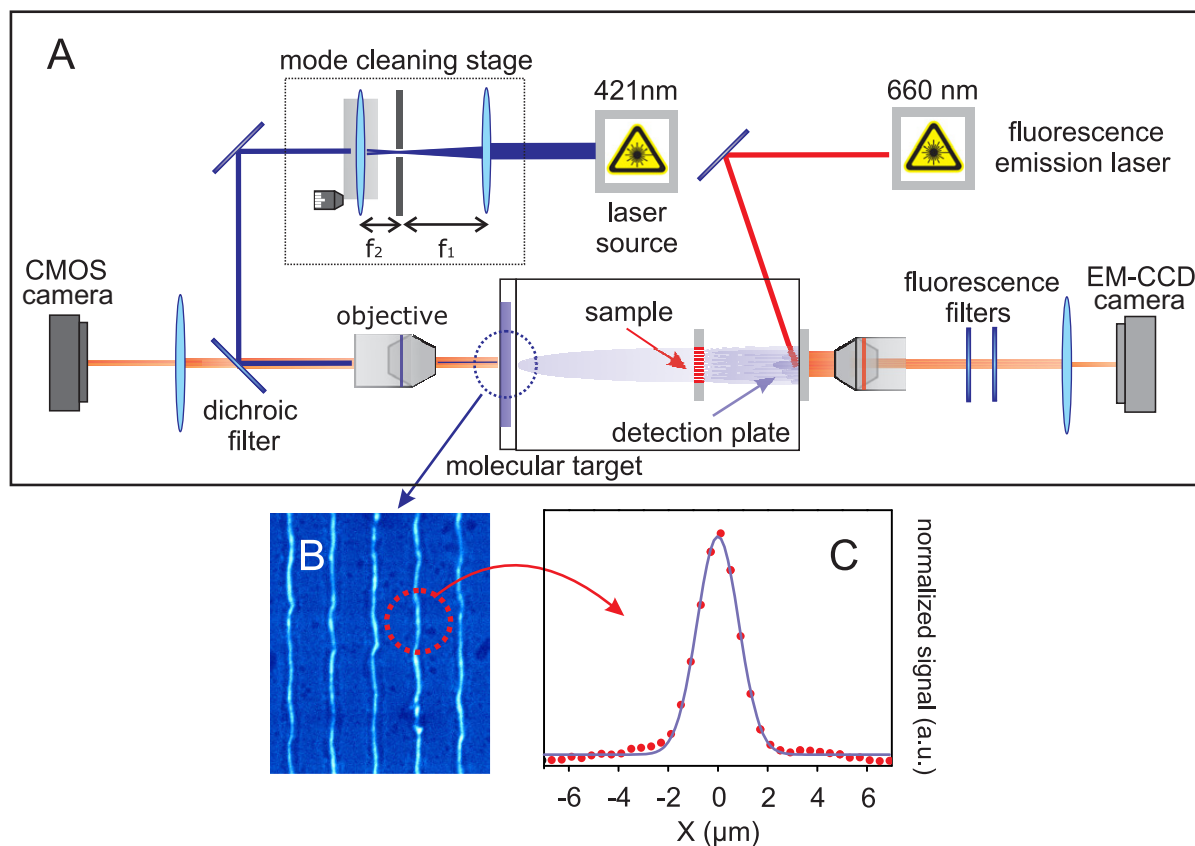 A
mode cleaning stage
421nm
660 nm
fluorescence
emission laser
laser
source
f2
f1
CMOS
camera
EM-CCD
camera
fluorescence
filters
objective
sample
dichroic
filter
detection plate
molecular target
B
C
normalized signal (a.u.)
-6 -4 -2 0 2 4 6
X (µm)